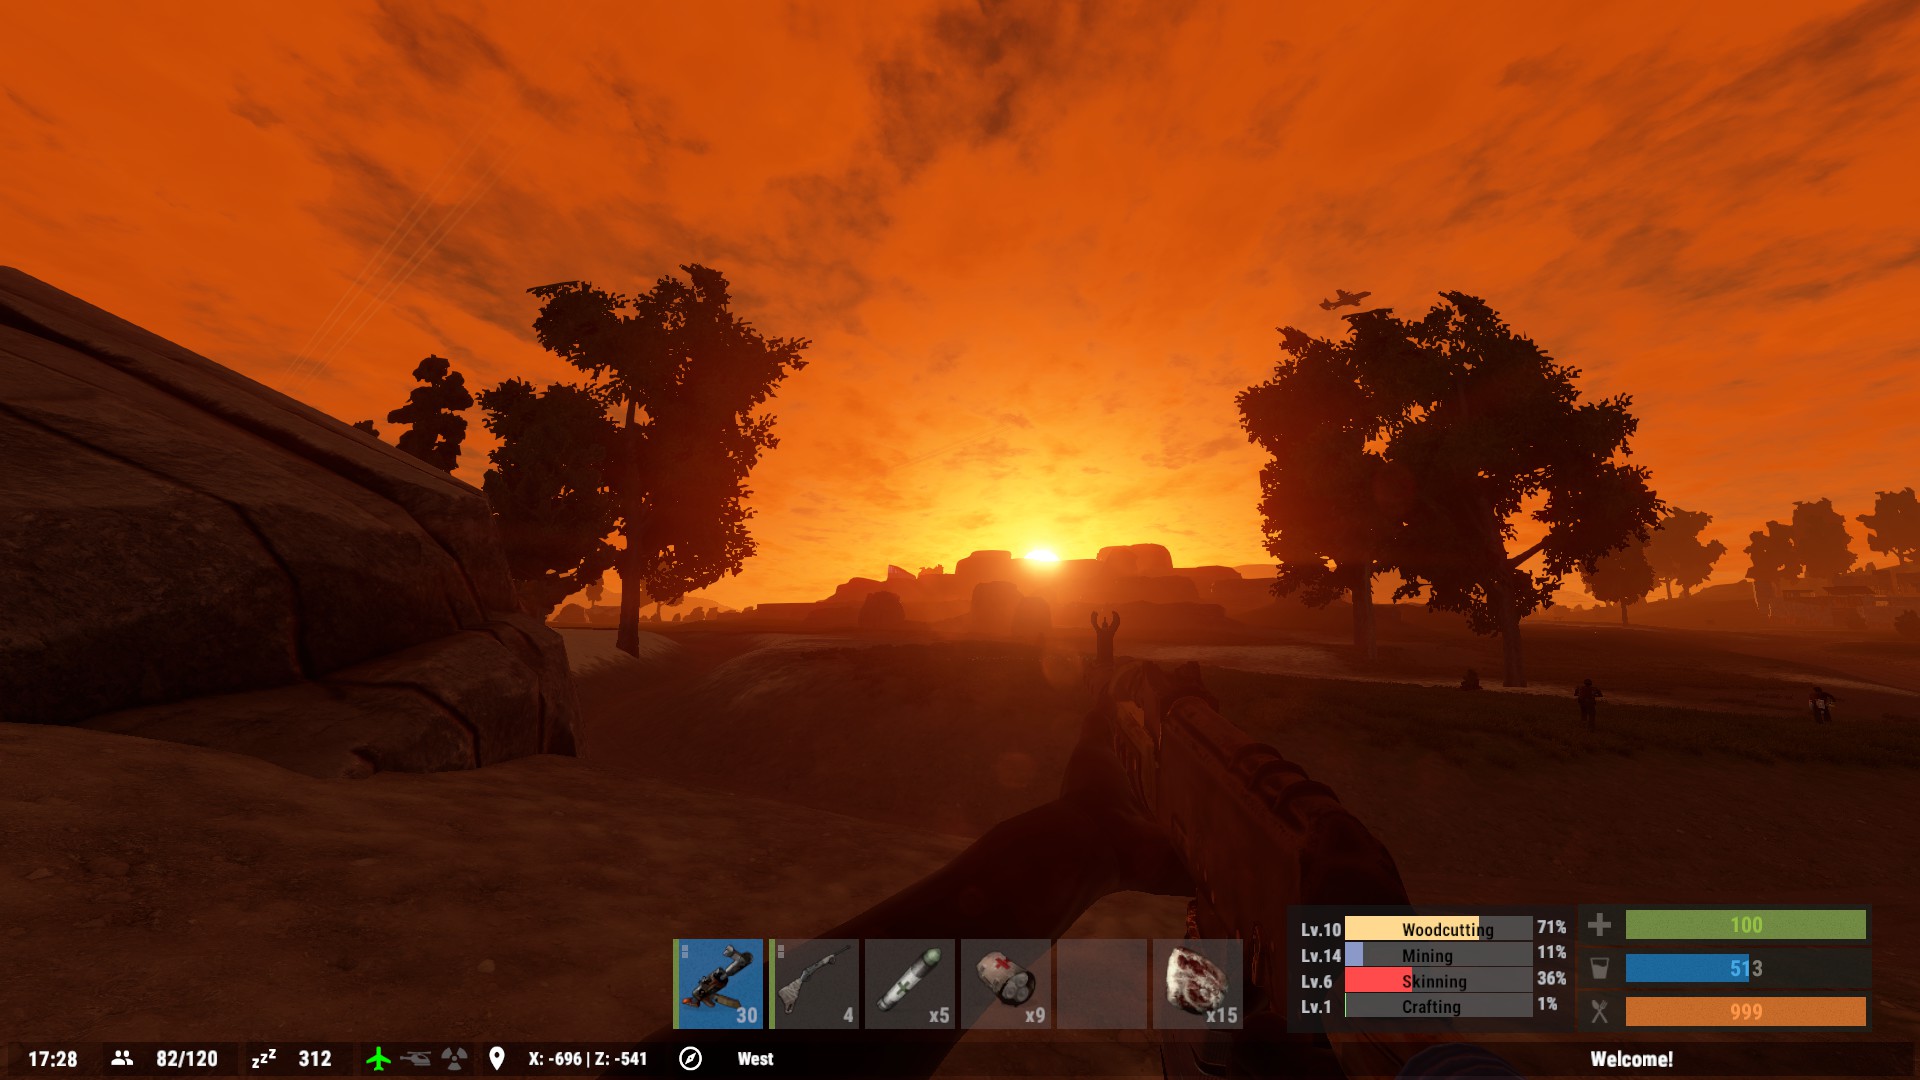 Lv.10 Woodcutting 71%
Lv.14 Mining 11%
Lv.6 Skinning 36%
Lv.1 Crafting 1%
100
513
999
30
4
x5
x9
x15
17:28
82/120
zzZ
312
X: -696 | Z: -541
West
Welcome!